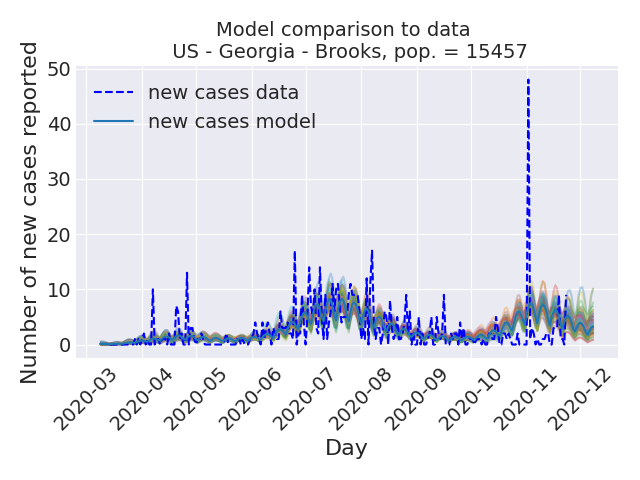 Model comparison to data
US - Georgia - Brooks, pop. = 15457
Number of new cases reported
50
40
30
20
10
0
new cases data
new cases model
2020-03
2020-04
2020-05
2020-06
2020-07
2020-08
2020-09
2020-10
2020-11
2020-12
Day